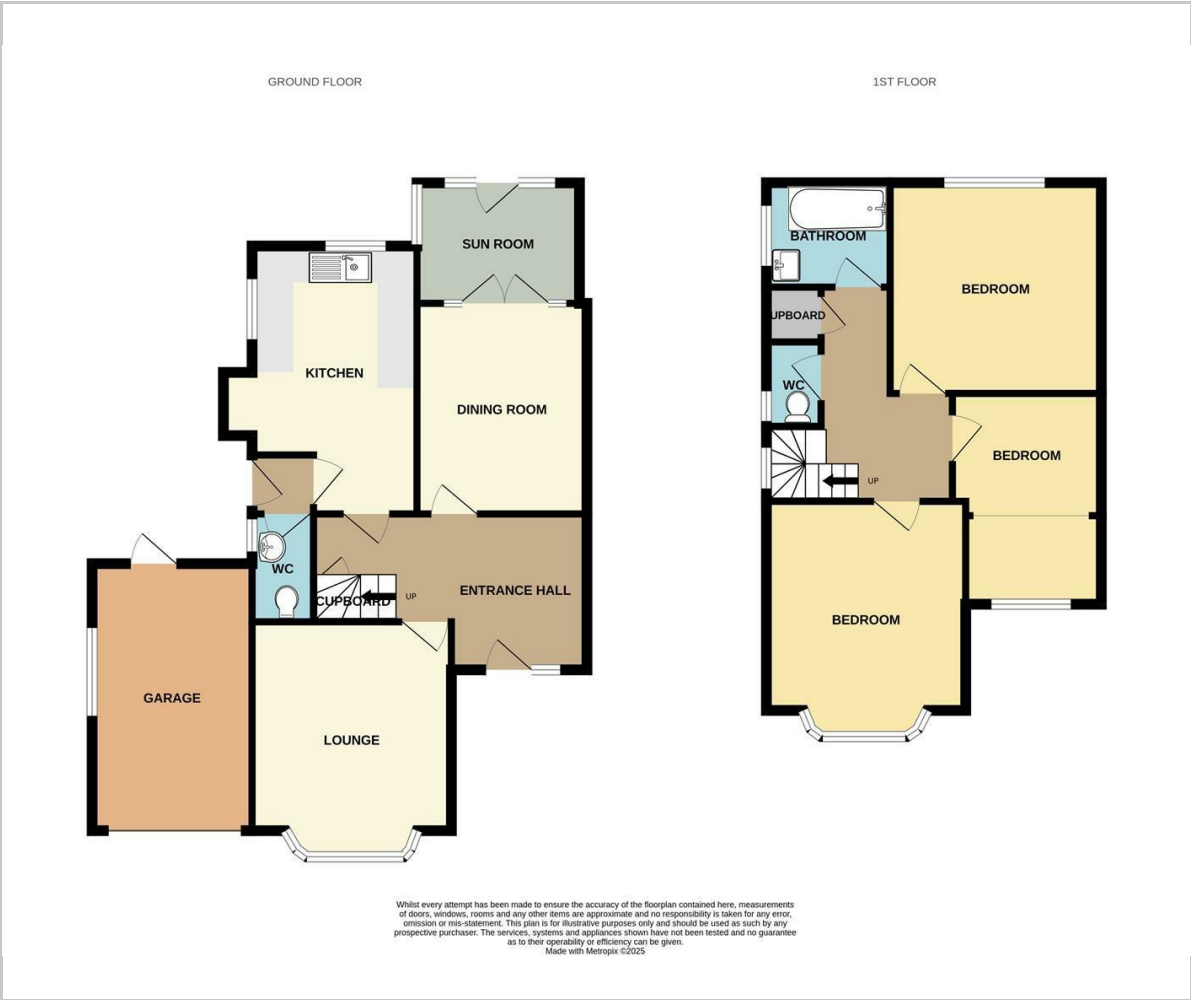 GROUND FLOOR
SUN ROOM
KITCHEN
DINING ROOM
WC
CUPBOARD
UP
ENTRANCE HALL
GARAGE
LOUNGE
1ST FLOOR
BATHROOM
BEDROOM
UPBOARD
WC
BEDROOM
UP
BEDROOM
Whilst every attempt has been made to ensure the accuracy of the floorplan contained here, measurements
of doors, windows, rooms and any other items are approximate and no responsibility is taken for any error,
omission or mis-statement. This plan is for illustrative purposes only and should be used as such by any
prospective purchaser. The services, systems and appliances shown have not been tested and no guarantee
as to their operability or efficiency can be given.
Made with Metropix ©2025